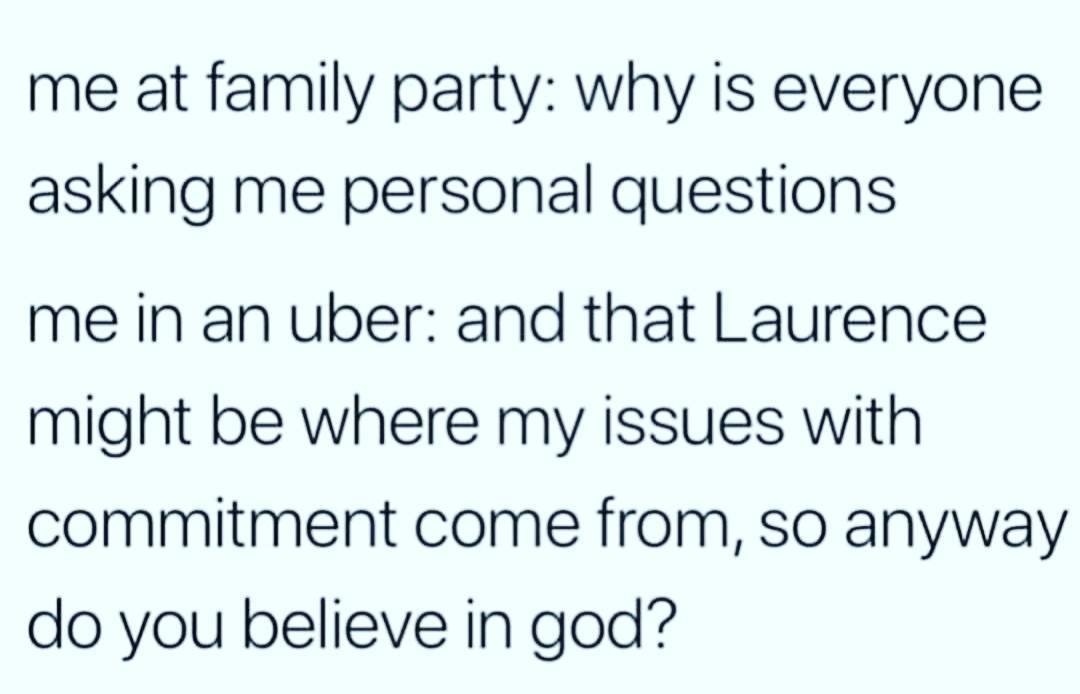 me at family party: why is everyone
asking me personal questions
me in an uber: and that Laurence
might be where my issues with
commitment come from, so anyway
do you believe in god?